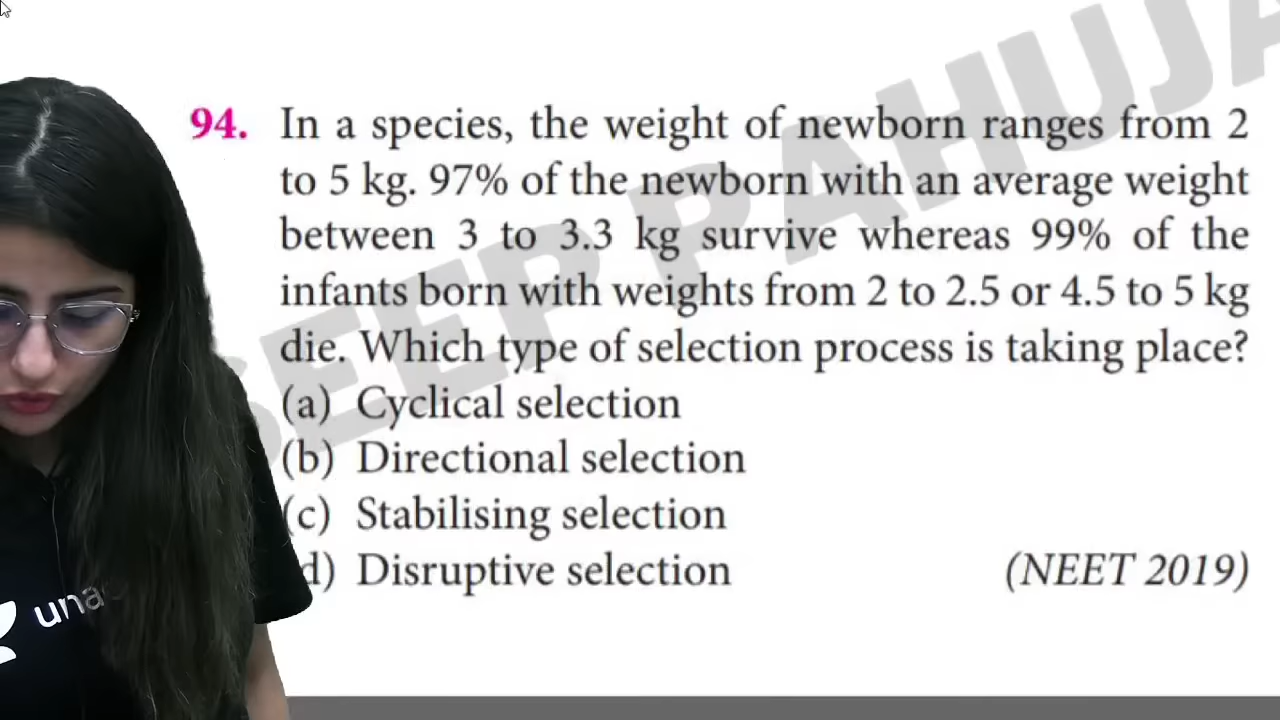 SEEP PAHUJA
94. In a species, the weight of newborn ranges from 2
to 5 kg. 97% of the newborn with an average weight
between 3 to 3.3 kg survive whereas 99% of the
infants born with weights from 2 to 2.5 or 4.5 to 5 kg
die. Which type of selection process is taking place?
(a) Cyclical selection
(b) Directional selection
(c) Stabilising selection
d) Disruptive selection (NEET 2019)
una